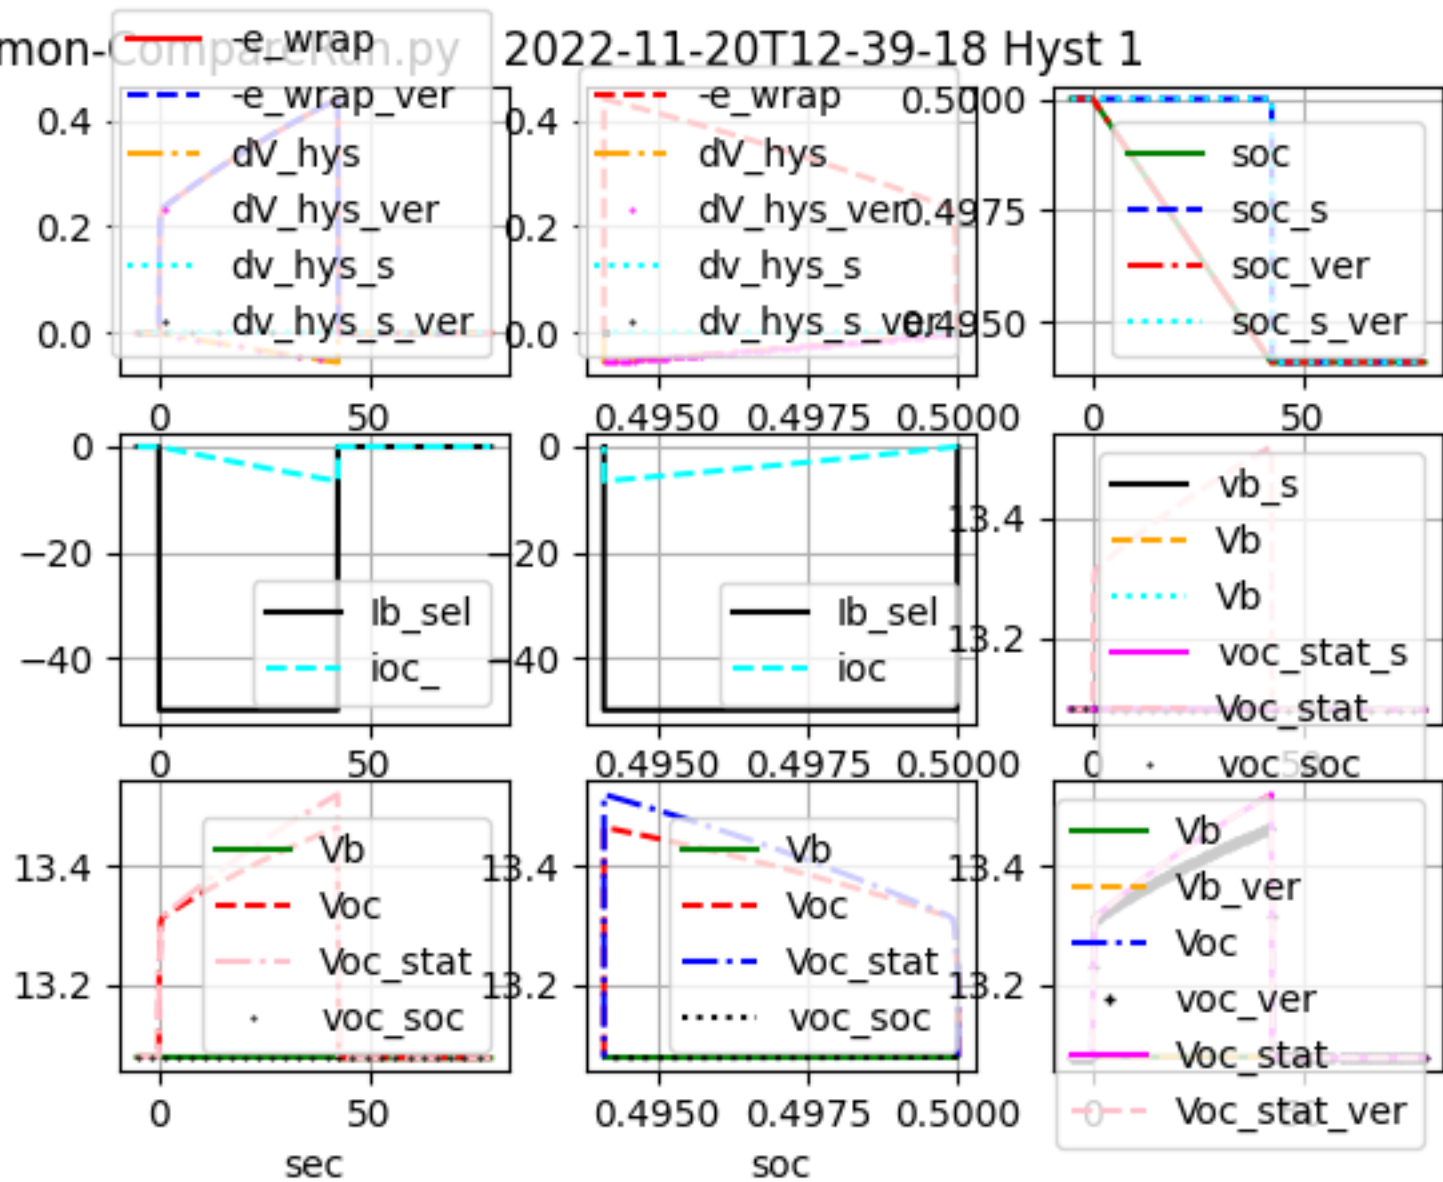 mon-CompareRun.py 2022-11-20T12-39-18 Hyst 1
-e_wrap
-e_wrap_ver
dV_hys
dV_hys_ver
dv_hys_s
dv_hys_s_ver
0.4
0.2
0.0
0 50
-e_wrap
dV_hys
dV_hys_ver
dv_hys_s
dv_hys_s_ver
0.4
0.2
0.0
0.4950 0.4975 0.5000
soc
soc_s
soc_ver
soc_s_ver
0.5000
0.4975
0.4950
0 50
0
−20
−40
Ib_sel
ioc_
0 50
0
−20
−40
Ib_sel
ioc
0.4950 0.4975 0.5000
13.4
13.2
vb_s
Vb
Vb
voc_stat_s
Voc_stat
voc_soc
0 50
13.4
13.2
Vb
Voc
Voc_stat
voc_soc
0 50
sec
13.4
13.2
Vb
Voc
Voc_stat
voc_soc
0.4950 0.4975 0.5000
soc
13.4
13.2
Vb
Vb_ver
Voc
voc_ver
Voc_stat
Voc_stat_ver
0 50